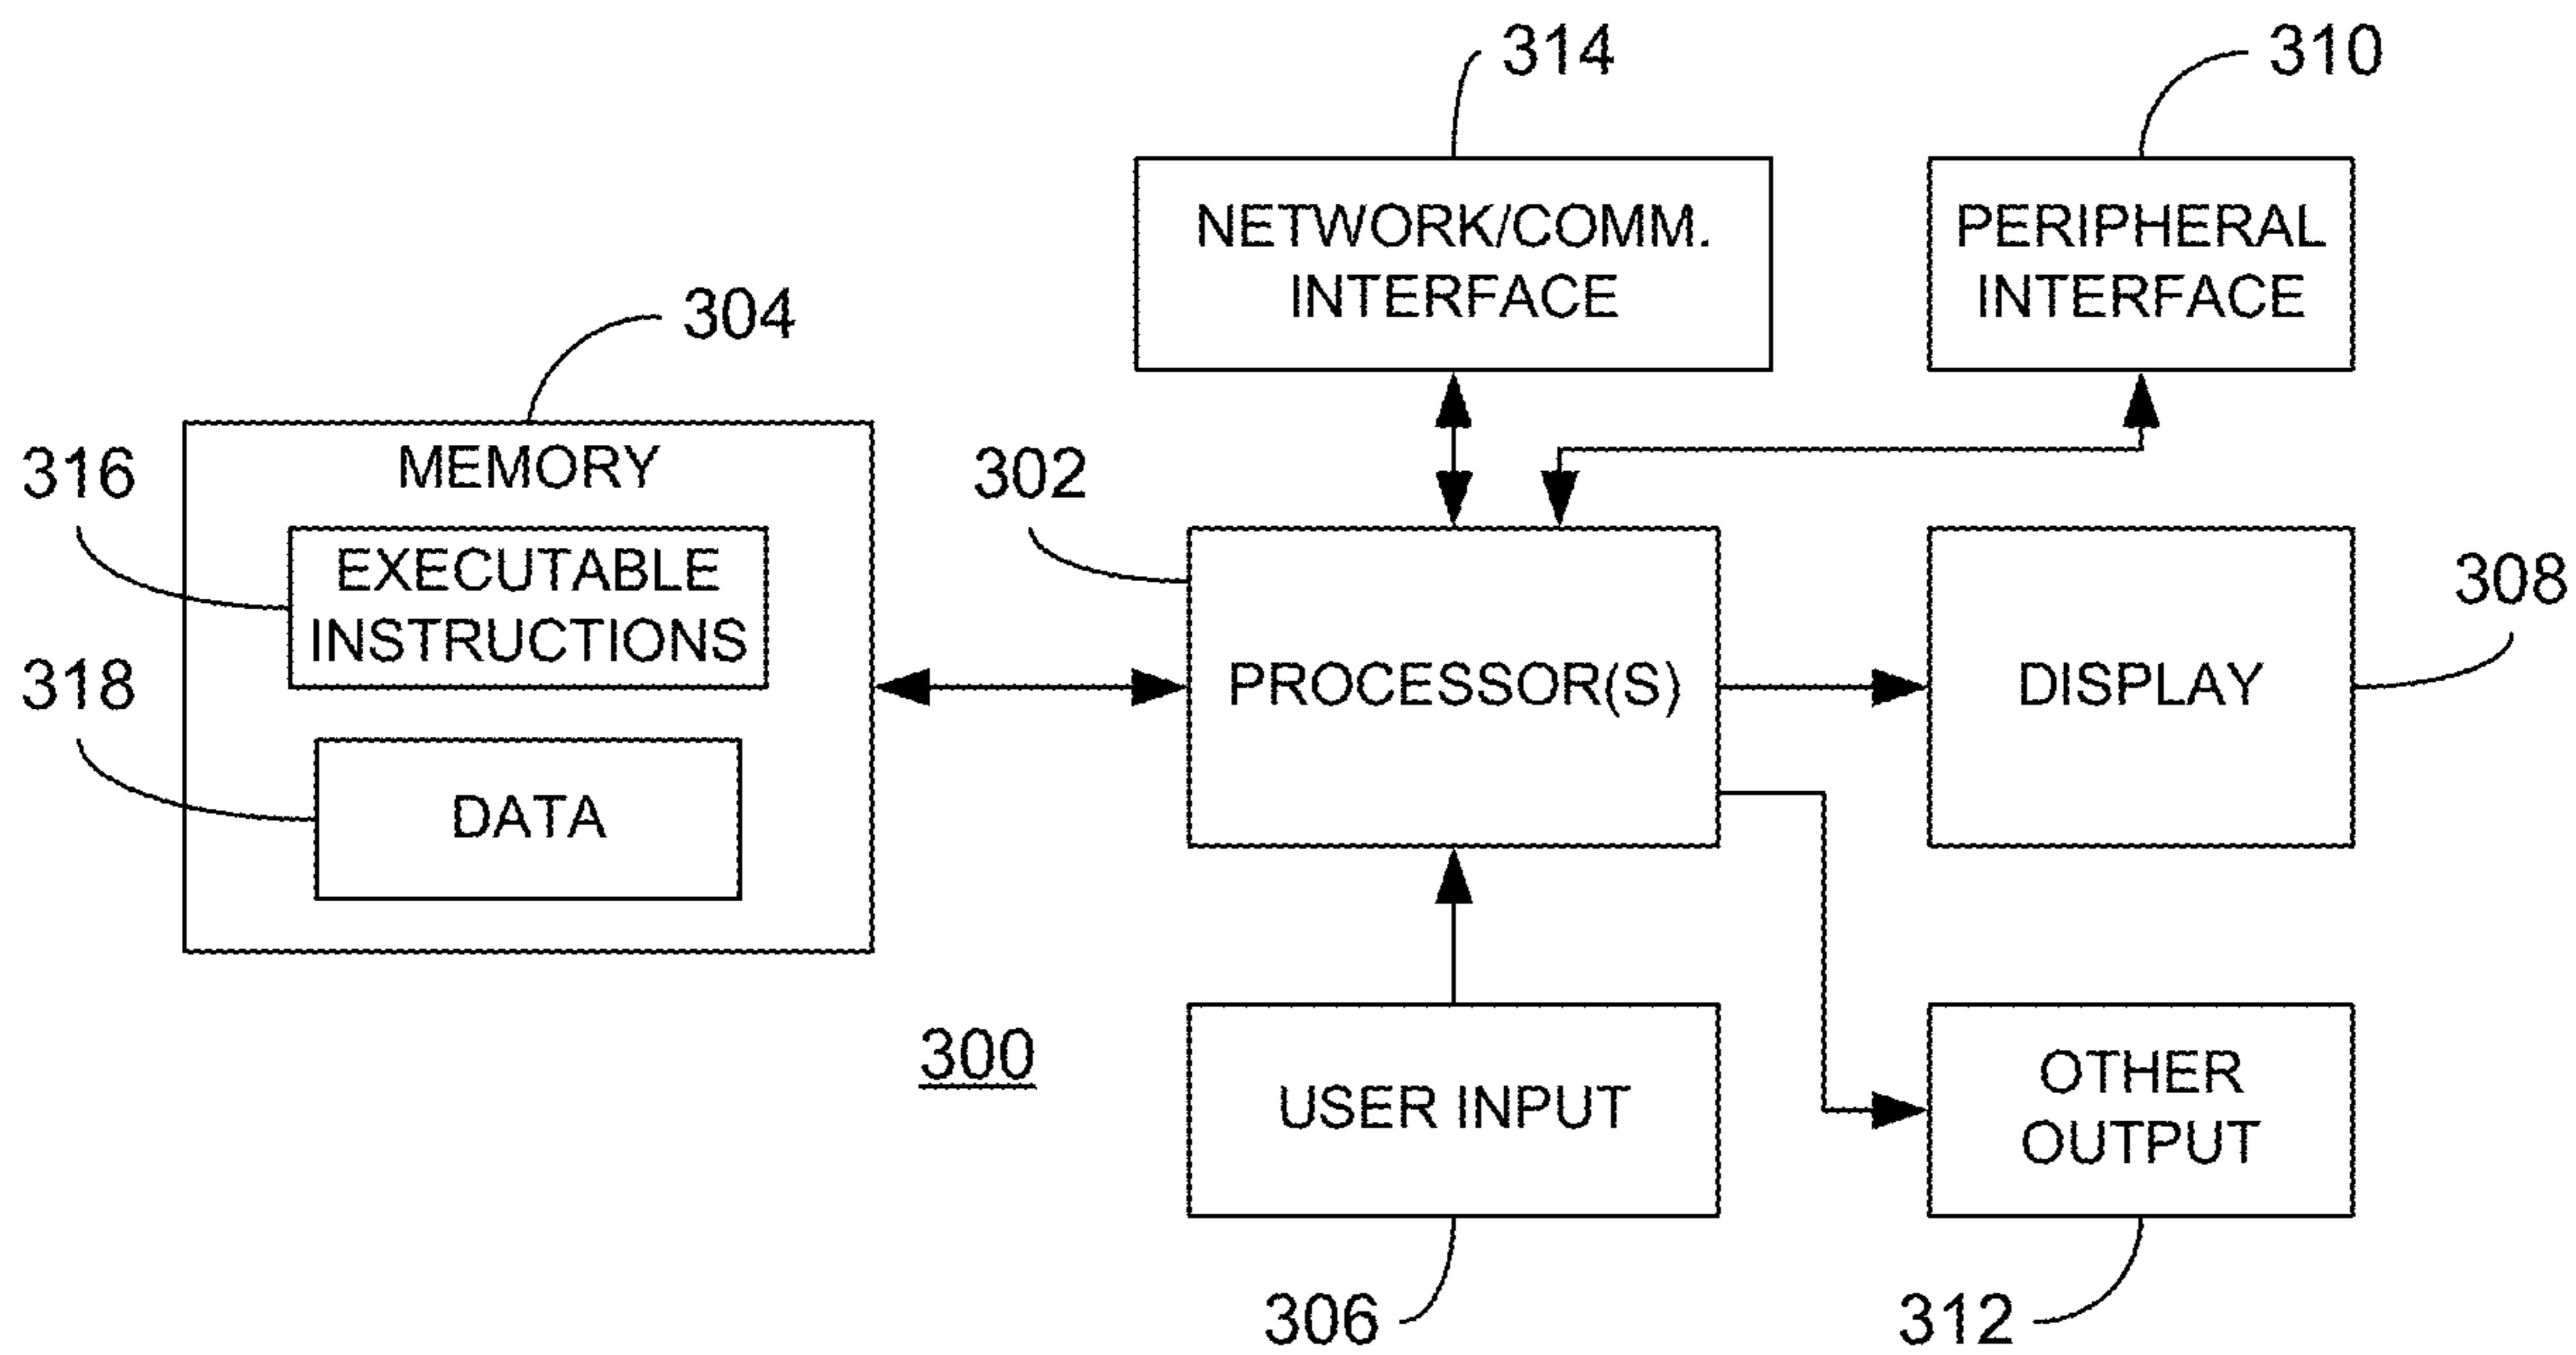 314
310
NETWORK/COMM.
INTERFACE
PERIPHERAL
INTERFACE
304
MEMORY
316
EXECUTABLE
INSTRUCTIONS
318
DATA
302
PROCESSOR(S)
DISPLAY
308
300
USER INPUT
OTHER
OUTPUT
306
312